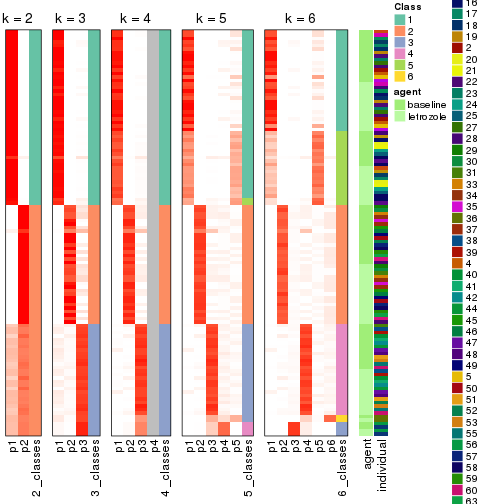 k = 2
k = 3
k = 4
k = 5
k = 6
p1
p2
2_classes
p1
p2
p3
3_classes
p1
p2
p3
p4
4_classes
p1
p2
p3
p4
p5
5_classes
p1
p2
p3
p4
p5
p6
6_classes
agent
individual
Class
1
2
3
4
5
6
agent
baseline
letrozole
16
17
18
19
2
20
21
22
23
24
25
27
28
29
30
31
33
34
35
36
37
38
39
4
40
41
42
44
45
46
47
48
49
5
50
51
52
53
55
56
57
58
59
60
63